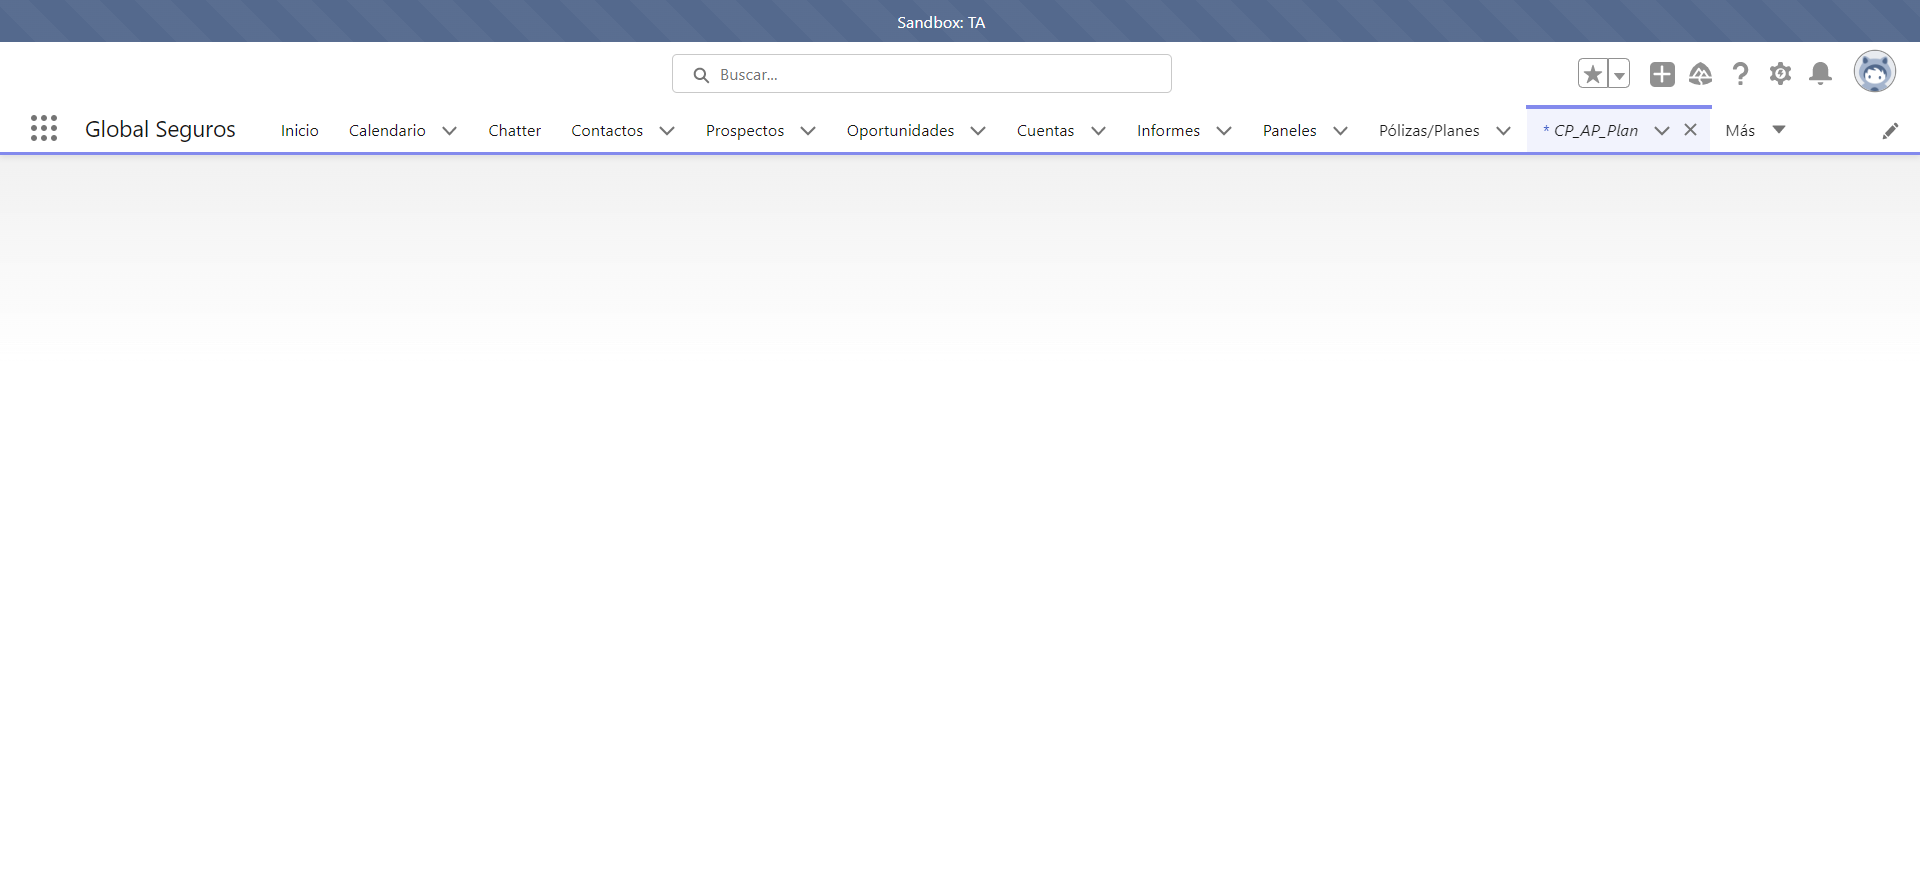 Sandbox: TA
Buscar...
Global Seguros Inicio Calendario Chatter Contactos Prospectos Oportunidades Cuentas Informes Paneles Pólizas/Planes * CP_AP_Plan Más